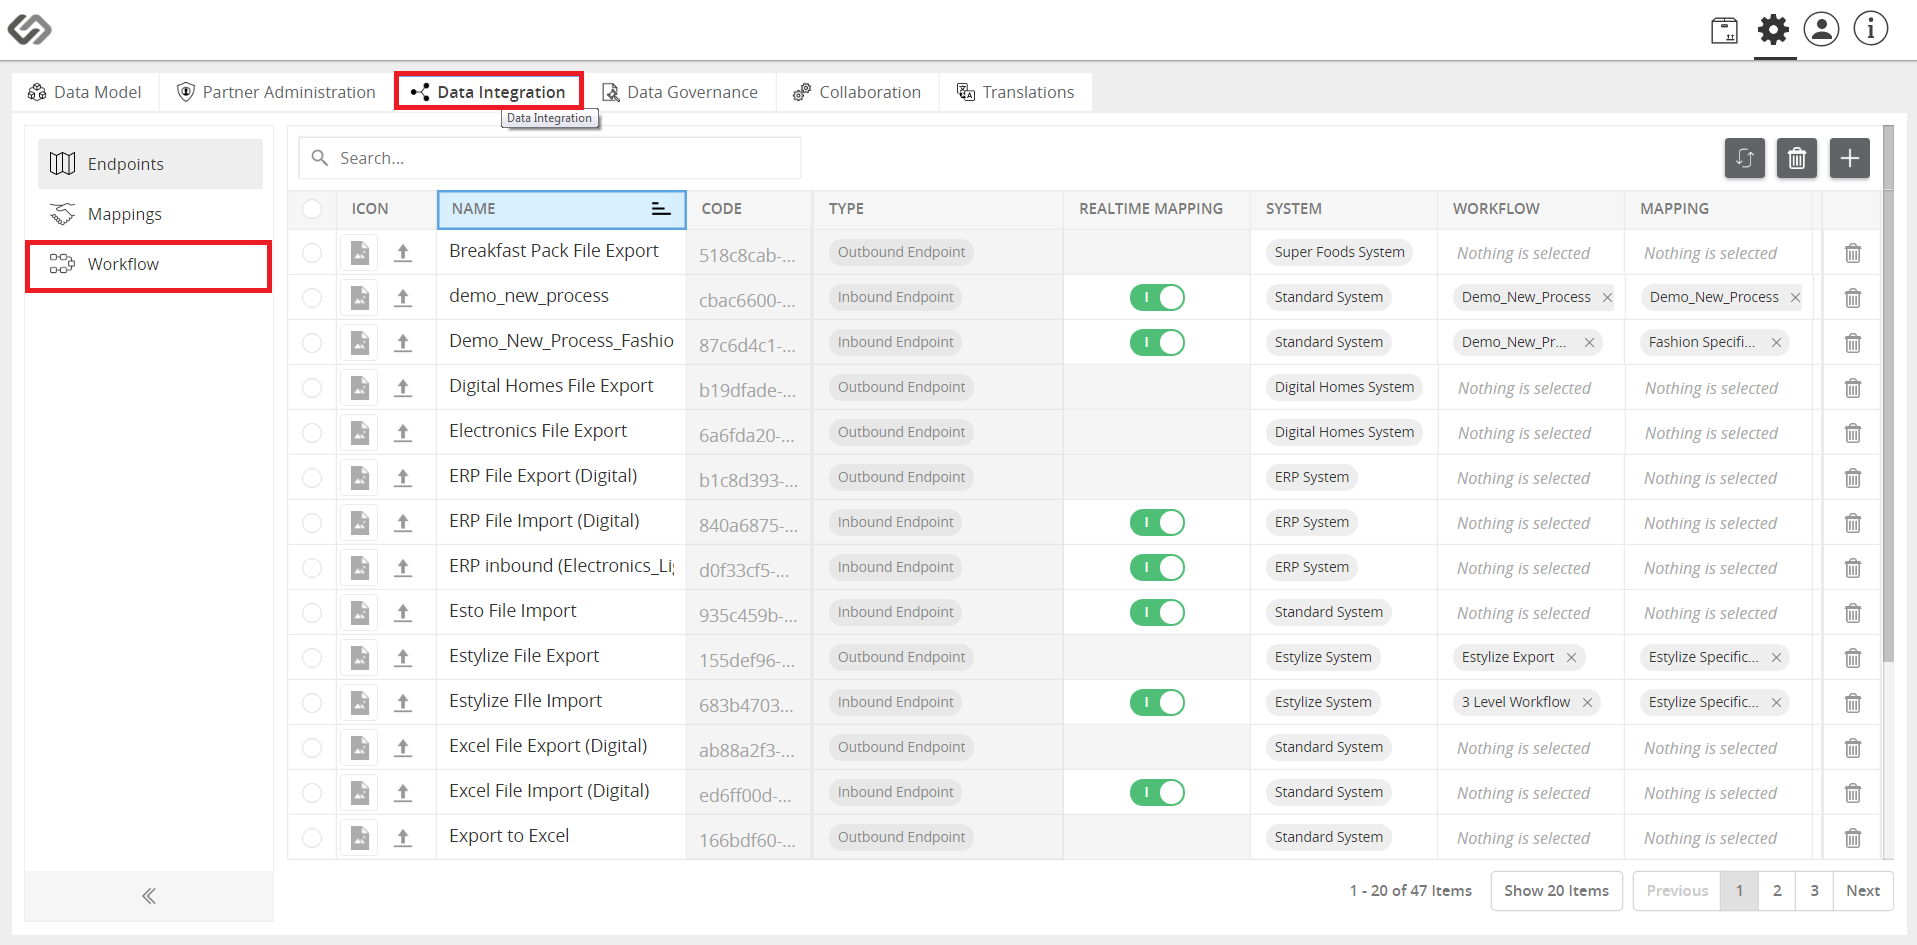 Data Model
Partner Administration
Data Integration
Data Governance
Collaboration
Translations
Data Integration
Endpoints
Mappings
Workflow
Search...
ICON NAME CODE TYPE REALTIME MAPPING SYSTEM WORKFLOW MAPPING
Breakfast Pack File Export 518c8cab-... Outbound Endpoint Super Foods System Nothing is selected Nothing is selected
demo_new_process cbac6600-... Inbound Endpoint Standard System Demo_New_Process Demo_New_Process
Demo_New_Process_Fashio 87c6d4c1-... Inbound Endpoint Standard System Demo_New_Pr... Fashion Specifi...
Digital Homes File Export b19dfade-... Outbound Endpoint Digital Homes System Nothing is selected Nothing is selected
Electronics File Export 6a6fda20-... Outbound Endpoint Digital Homes System Nothing is selected Nothing is selected
ERP File Export (Digital) b1c8d393-... Outbound Endpoint ERP System Nothing is selected Nothing is selected
ERP File Import (Digital) 840a6875-... Inbound Endpoint ERP System Nothing is selected Nothing is selected
ERP inbound (Electronics_Li d0f33cf5-... Inbound Endpoint ERP System Nothing is selected Nothing is selected
Esto File Import 935c459b-... Inbound Endpoint Standard System Nothing is selected Nothing is selected
Estylize File Export 155def96-... Outbound Endpoint Estylize System Estylize Export Estylize Specific...
Estylize FIle Import 683b4703... Inbound Endpoint Estylize System 3 Level Workflow Estylize Specific...
Excel File Export (Digital) ab88a2f3-... Outbound Endpoint Standard System Nothing is selected Nothing is selected
Excel File Import (Digital) ed6ff00d-... Inbound Endpoint Standard System Nothing is selected Nothing is selected
Export to Excel 166bdf60-... Outbound Endpoint Standard System Nothing is selected Nothing is selected
1 - 20 of 47 Items Show 20 Items Previous 1 2 3 Next